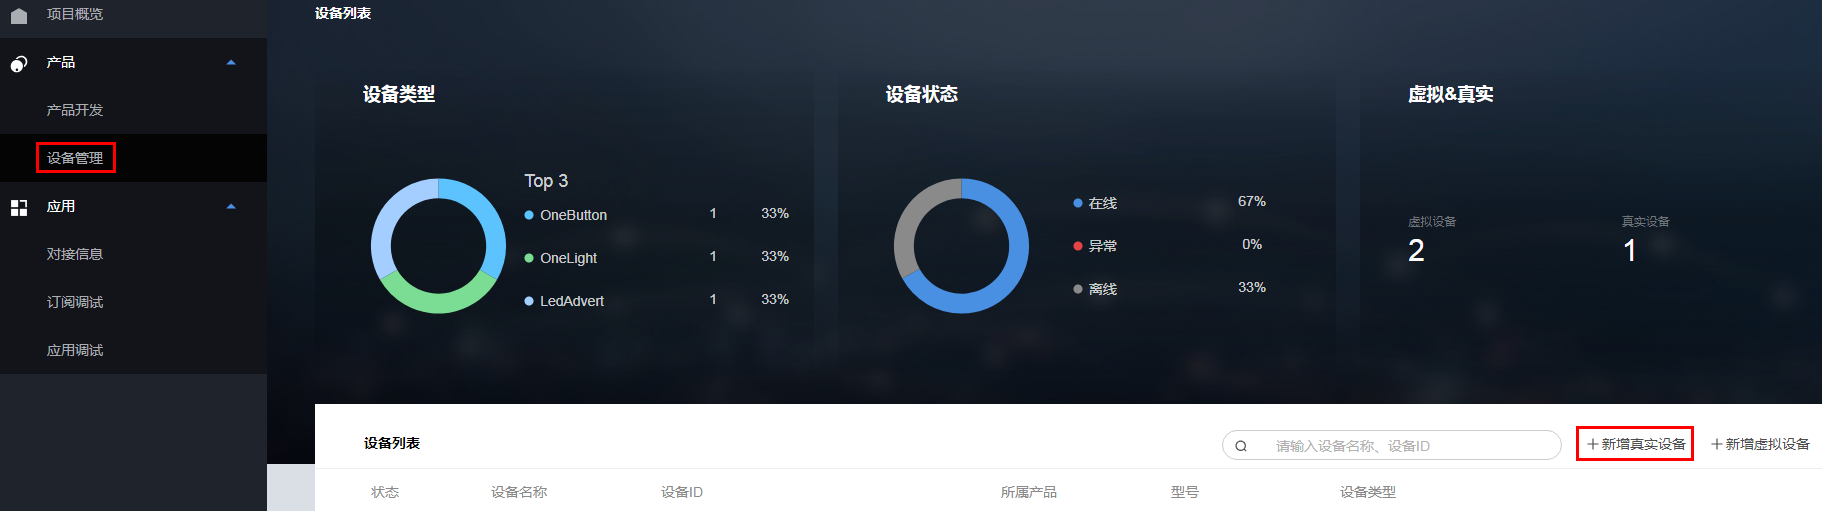 项目概览
产品
产品开发
设备管理
应用
对接信息
订阅调试
应用调试
设备列表
设备类型
Top 3
OneButton 1 33%
OneLight 1 33%
LedAdvert 1 33%
设备状态
在线 67%
异常 0%
离线 33%
虚拟&真实
虚拟设备 真实设备
2 1
设备列表 请输入设备名称、设备ID +新增真实设备 +新增虚拟设备
状态 设备名称 设备ID 所属产品 型号 设备类型